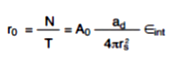 r₀ = N/T = A₀ a_d/4πr_s² ∈_int